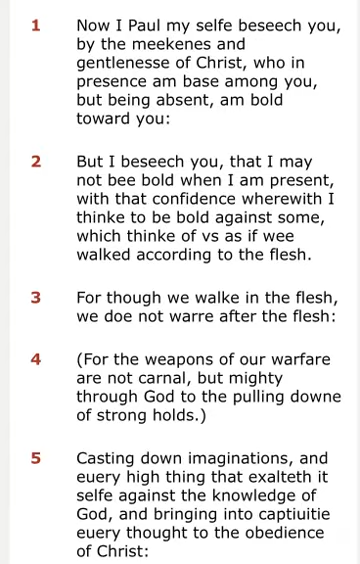 1 Now I Paul my selfe beseech you,
by the meekenes and
gentlenesse of Christ, who in
presence am base among you,
but being absent, am bold
toward you:
2 But I beseech you, that I may
not bee bold when I am present,
with that confidence wherewith I
thinke to be bold against some,
which thinke of vs as if wee
walked according to the flesh.
3 For though we walke in the flesh,
we doe not warre after the flesh:
4 (For the weapons of our warfare
are not carnal, but mighty
through God to the pulling downe
of strong holds.)
5 Casting down imaginations, and
euery high thing that exalteth it
selfe against the knowledge of
God, and bringing into captiuitie
euery thought to the obedience
of Christ: